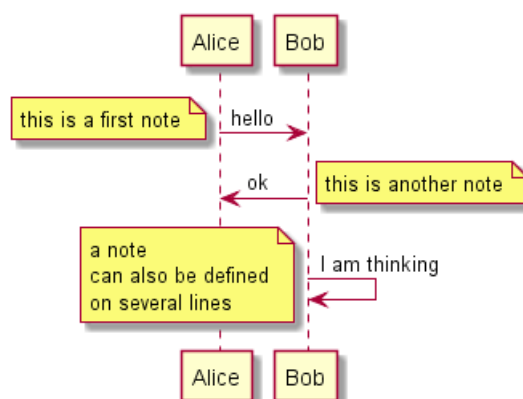 Alice
Bob
this is a first note
hello
ok
this is another note
a note
can also be defined
on several lines
I am thinking
Alice
Bob